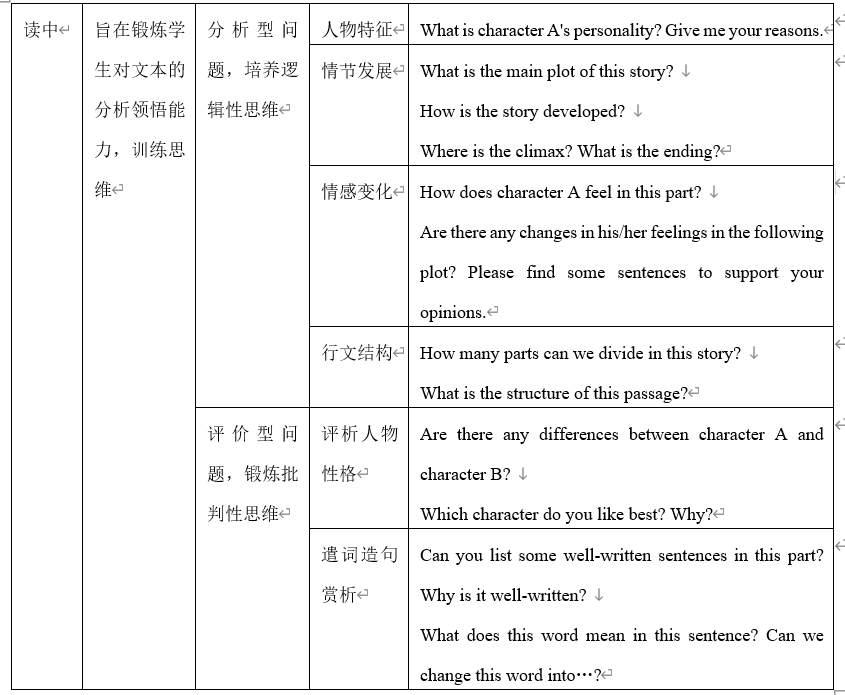 读中
旨在锻炼学
生对文本的
分析领悟能
力，训练思
维
分析型问
题，培养逻
辑性思维
人物特征
What is character A's personality? Give me your reasons.
情节发展
What is the main plot of this story?
How is the story developed?
Where is the climax? What is the ending?
情感变化
How does character A feel in this part?
Are there any changes in his/her feelings in the following
plot? Please find some sentences to support your
opinions.
行文结构
How many parts can we divide in this story?
What is the structure of this passage?
评价型问
题，锻炼批
判性思维
评析人物
性格
Are there any differences between character A and
character B?
Which character do you like best? Why?
遣词造句
赏析
Can you list some well-written sentences in this part?
Why is it well-written?
What does this word mean in this sentence? Can we
change this word into…?